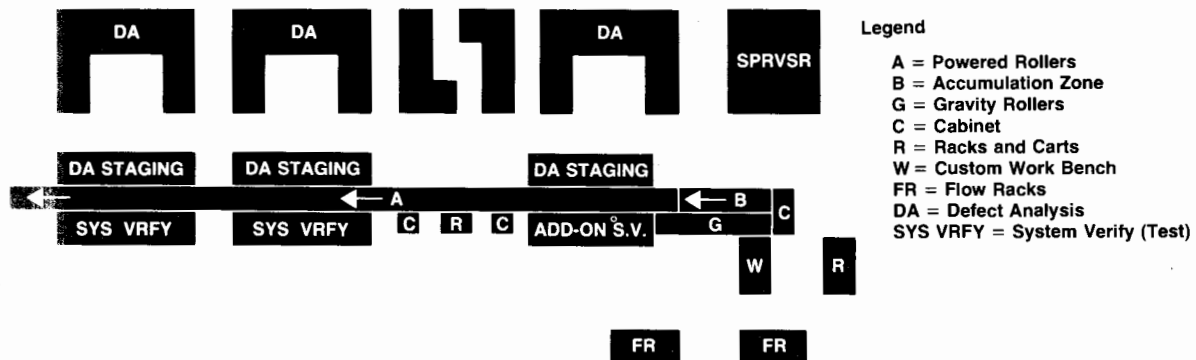 DA
DA
DA
SPRVSR
Legend
A = Powered Rollers
B = Accumulation Zone
G = Gravity Rollers
C = Cabinet
R = Racks and Carts
W = Custom Work Bench
FR = Flow Racks
DA = Defect Analysis
SYS VRFY = System Verify (Test)
DA STAGING
DA STAGING
DA STAGING
A
B
C
SYS VRFY
SYS VRFY
C
R
C
ADD-ON S.V.
G
W
R
FR
FR